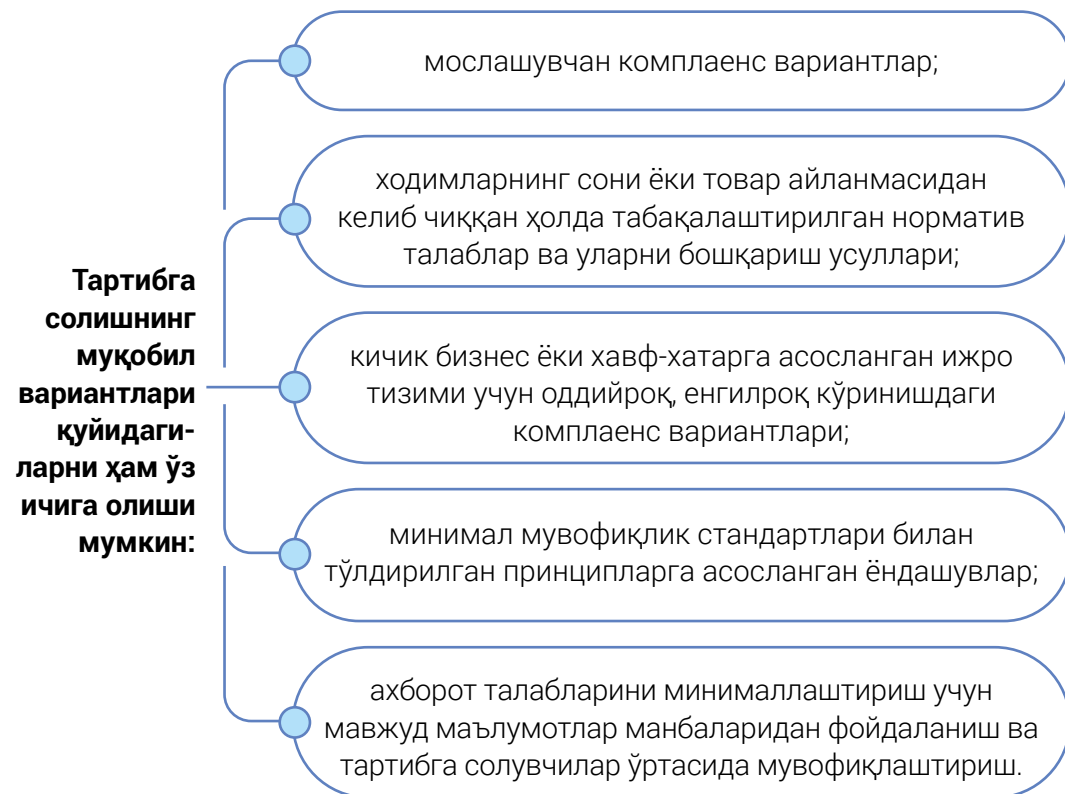 Тартибга
солишнинг
муқобил
вариантлари
қуйидаги-
ларни ҳам ўз
ичига олиши
мумкин:
мослашувчан комплаенс вариантлар;
ходимларнинг сони ёки товар айланмасидан
келиб чиққан ҳолда табақалаштирилган норматив
талаблар ва уларни бошқариш усуллари;
кичик бизнес ёки хавф-хатарга асосланган ижро
тизими учун оддийроқ, енгилроқ кўринишдаги
комплаенс вариантлари;
минимал мувофиқлик стандартлари билан
тўлдирилган принципларга асосланган ёндашувлар;
ахборот талабларини минималлаштириш учун
мавжуд маълумотлар манбаларидан фойдаланиш ва
тартибга солувчилар ўртасида мувофиқлаштириш.